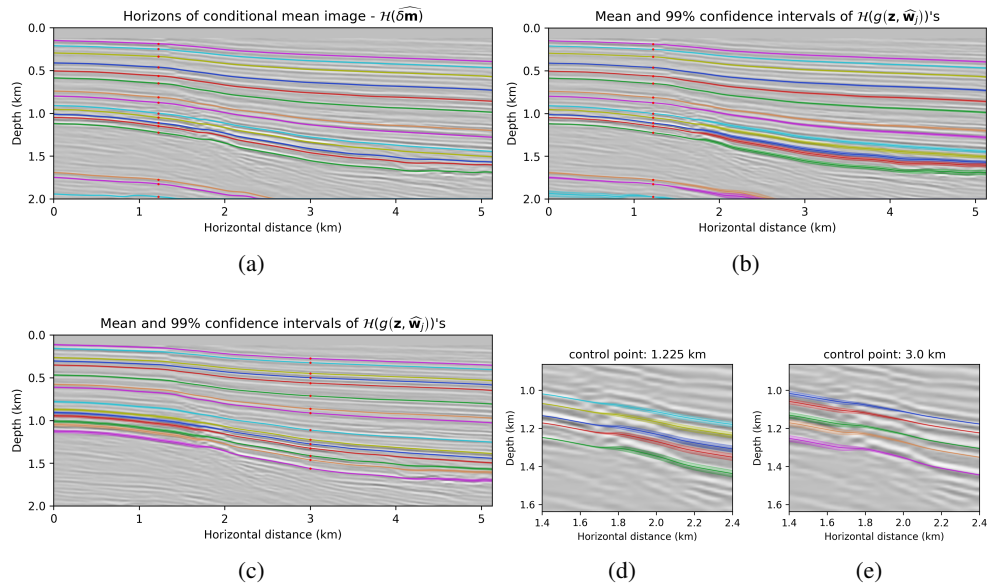 Horizons of conditional mean image - ℋ(δ𝐦̂)
Depth (km)
0.0
0.5
1.0
1.5
2.0
0 1 2 3 4 5
Horizontal distance (km)
(a)
Mean and 99% confidence intervals of ℋ(g(𝐳, 𝐰̂ⱼ))'s
Depth (km)
0.0
0.5
1.0
1.5
2.0
0 1 2 3 4 5
Horizontal distance (km)
(b)
Mean and 99% confidence intervals of ℋ(g(𝐳, 𝐰̂ⱼ))'s
Depth (km)
0.0
0.5
1.0
1.5
2.0
0 1 2 3 4 5
Horizontal distance (km)
(c)
control point: 1.225 km
Depth (km)
1.0
1.2
1.4
1.6
1.4 1.6 1.8 2.0 2.2 2.4
Horizontal distance (km)
(d)
control point: 3.0 km
Depth (km)
1.0
1.2
1.4
1.6
1.4 1.6 1.8 2.0 2.2 2.4
Horizontal distance (km)
(e)